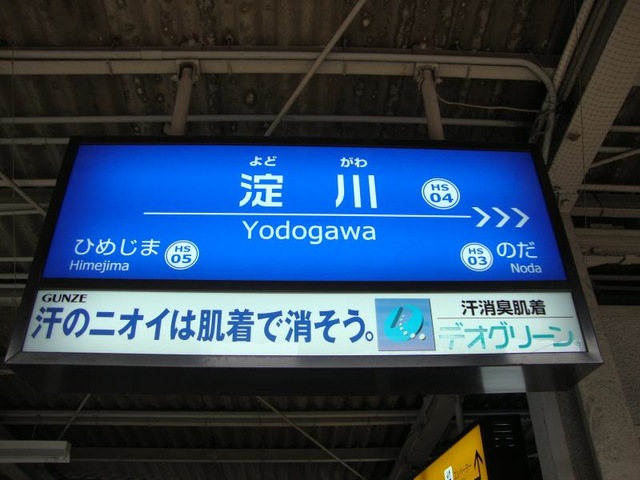 よど がわ
淀 川
HS 04
Yodogawa
ひめじま HS 05
Himejima
HS 03 のだ
Noda
GUNZE
汗のニオイは肌着で消そう。
汗消臭肌着
デオグリーン